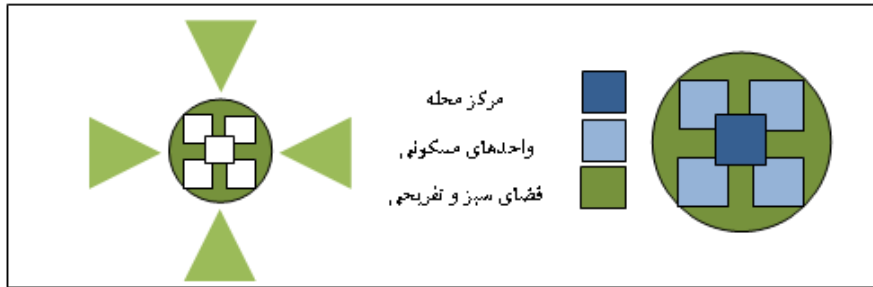 مرکز محله
واحدهای مسکونی
فضای سبز و تفریحی